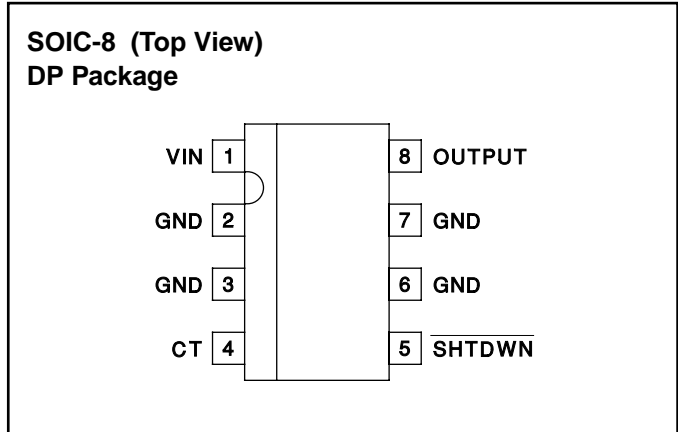 SOIC-8 (Top View)
DP Package
VIN 1 8 OUTPUT
GND 2 7 GND
GND 3 6 GND
CT 4 5 SHTDWN